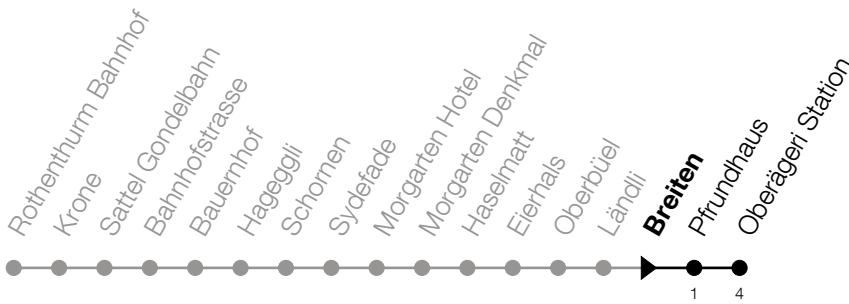 Rothenthurm Bahnhof
Krone
Sattel Gondelbahn
Bahnhofstrasse
Bauernhof
Hageggli
Schornen
Sydefade
Morgarten Hotel
Morgarten Denkmal
Haselmatt
Eierhals
Oberbüel
Ländli
Breiten
Pfrundhaus
Oberägeri Station
1 4